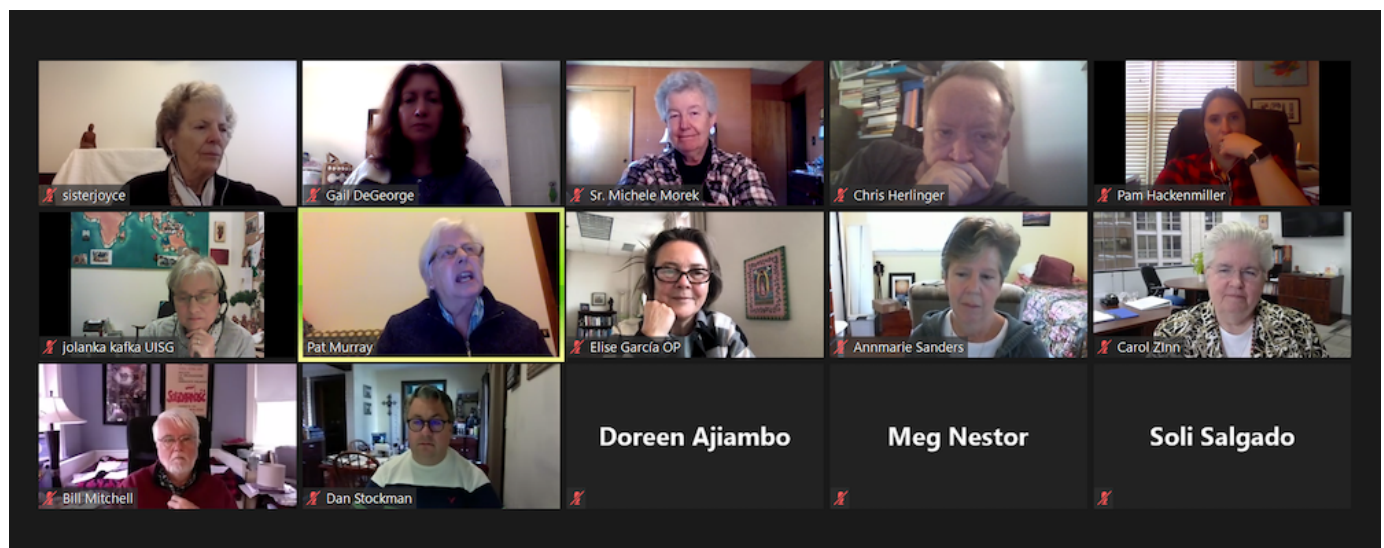 sisterjoyce
Gail DeGeorge
Sr. Michele Morek
Chris Herlinger
Pam Hackenmiller
jolanka kafka UISG
Pat Murray
Elise García OP
Annmarie Sanders
Carol ZInn
SOLIDARNOŚĆ
Bill Mitchell
Dan Stockman
Doreen Ajiambo
Meg Nestor
Soli Salgado